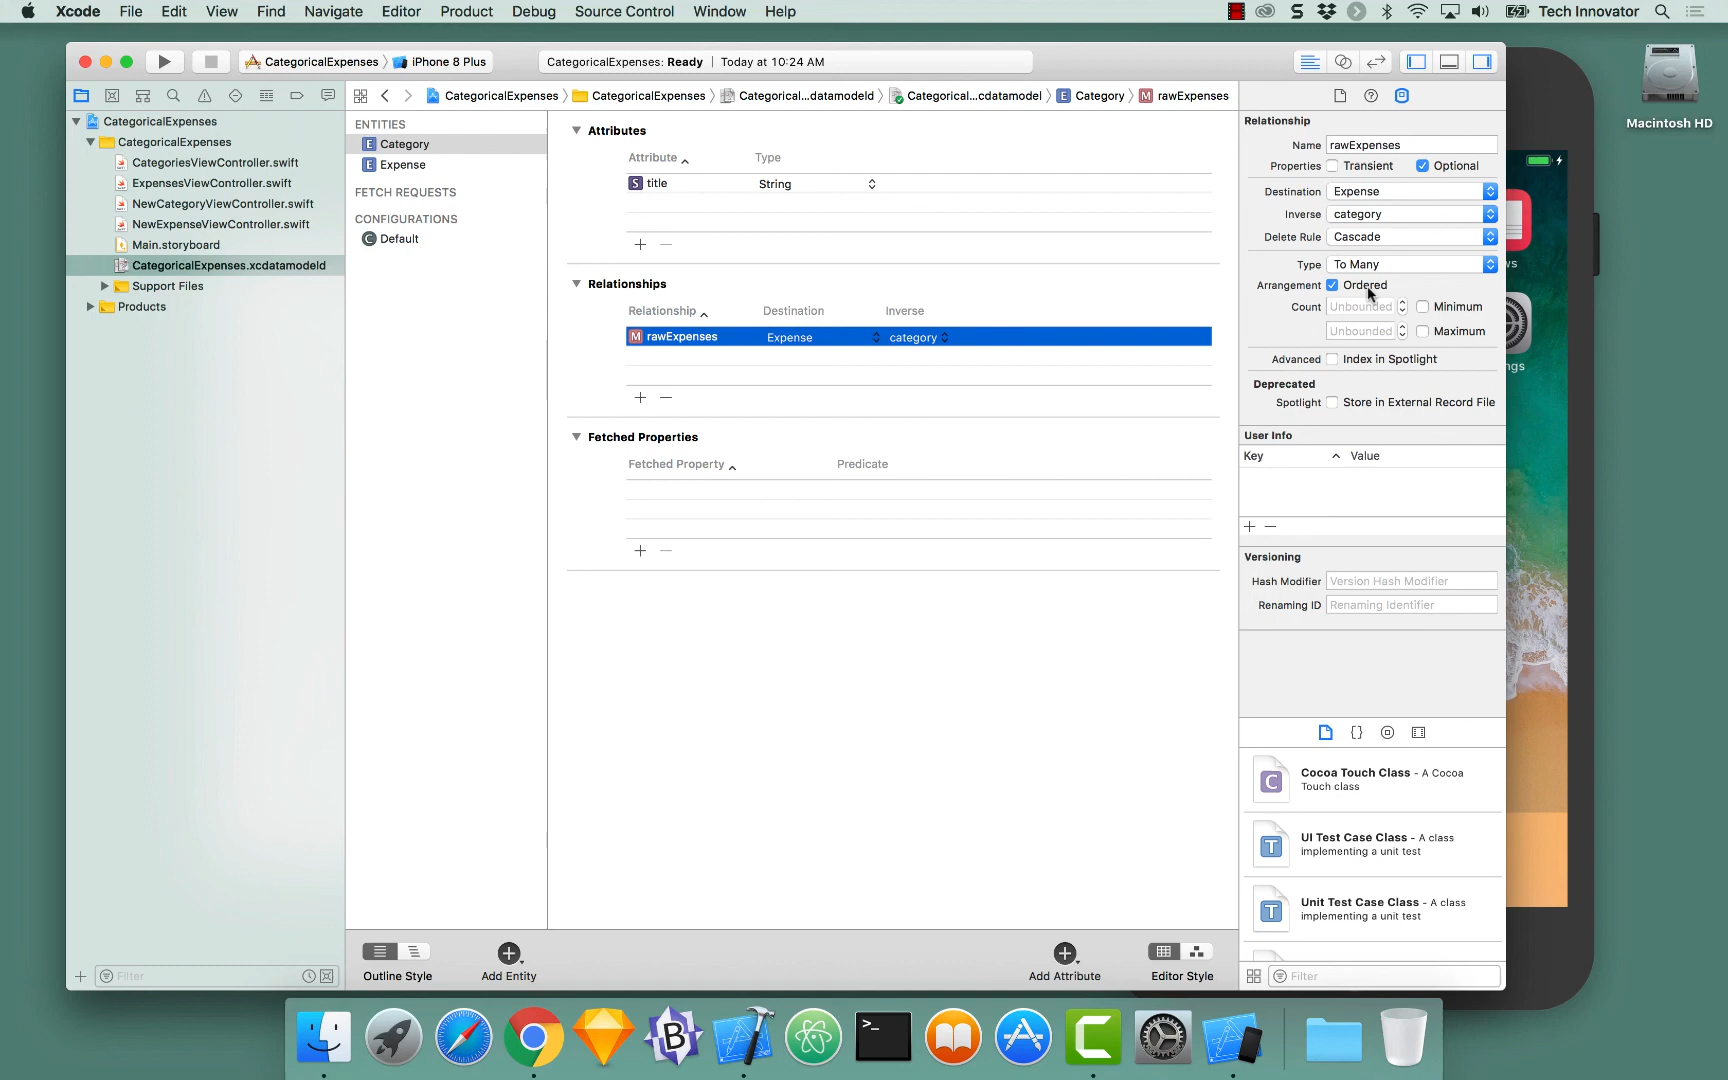 Xcode File Edit View Find Navigate Editor Product Debug Source Control Window Help Tech Innovator
CategoricalExpenses iPhone 8 Plus CategoricalExpenses: Ready | Today at 10:24 AM
Macintosh HD
CategoricalExpenses CategoricalExpenses Categorical...datamodeld Categorical...cdatamodel E Category M rawExpenses
CategoricalExpenses
CategoricalExpenses
CategoriesViewController.swift
ExpensesViewController.swift
NewCategoryViewController.swift
NewExpenseViewController.swift
Main.storyboard
CategoricalExpenses.xcdatamodeld
Support Files
Products
Filter
ENTITIES
E Category
E Expense
FETCH REQUESTS
CONFIGURATIONS
C Default
Attributes
Attribute Type
S title String
Relationships
Relationship Destination Inverse
M rawExpenses Expense category
Fetched Properties
Fetched Property Predicate
Outline Style Add Entity Add Attribute Editor Style
Relationship
Name rawExpenses
Properties Transient Optional
Destination Expense
Inverse category
Delete Rule Cascade
Type To Many
Arrangement Ordered
Count Unbounded Minimum
Unbounded Maximum
Advanced Index in Spotlight
Deprecated
Spotlight Store in External Record File
User Info
Key Value
Versioning
Hash Modifier Version Hash Modifier
Renaming ID Renaming Identifier
C Cocoa Touch Class - A Cocoa
Touch class
T UI Test Case Class - A class
implementing a unit test
T Unit Test Case Class - A class
implementing a unit test
Filter
ws
ngs